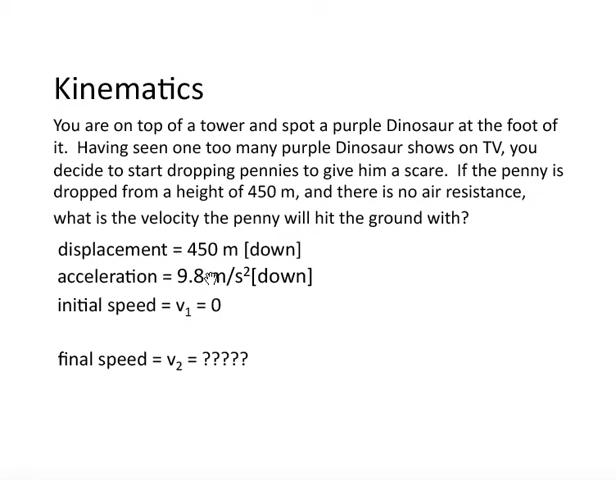 Kinematics
You are on top of a tower and spot a purple Dinosaur at the foot of
it.  Having seen one too many purple Dinosaur shows on TV, you
decide to start dropping pennies to give him a scare.  If the penny is
dropped from a height of 450 m, and there is no air resistance,
what is the velocity the penny will hit the ground with?
displacement = 450 m [down]
acceleration = 9.8 m/s²[down]
initial speed = v₁ = 0
final speed = v₂ = ?????